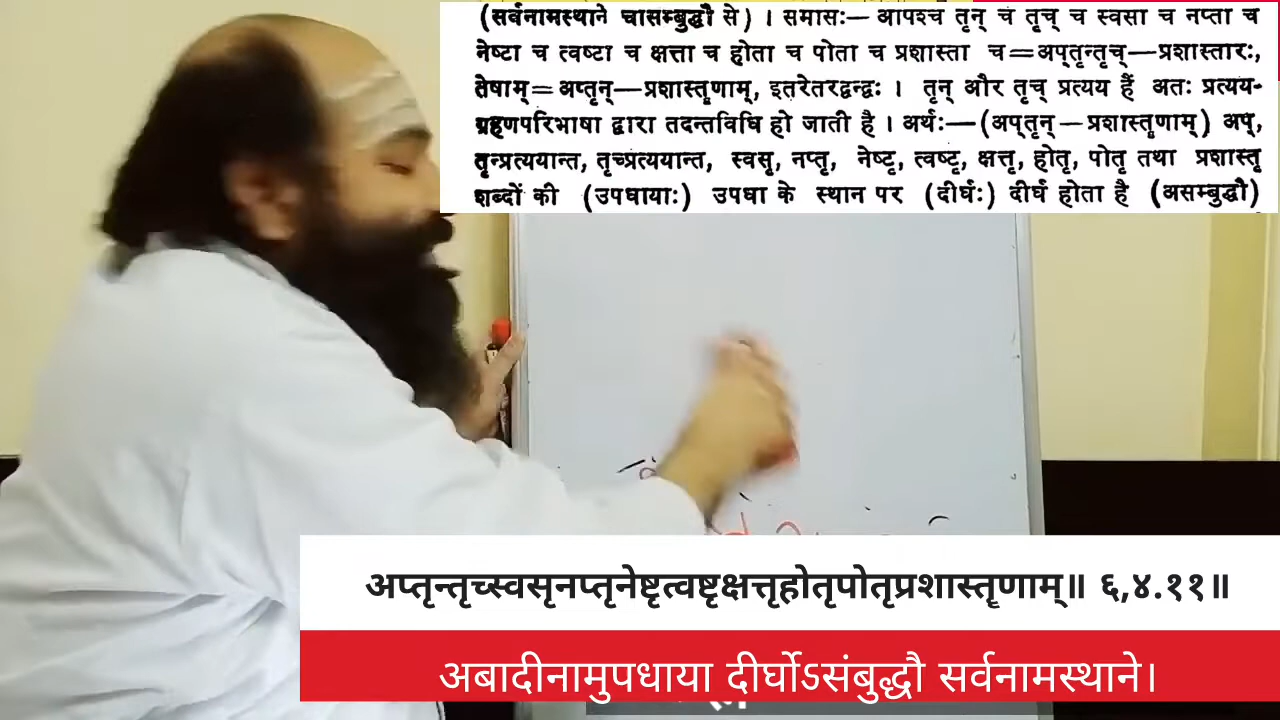 (सर्वनामस्थाने चासम्बुद्धौ से) । समासः— आपश्च तृन् च तृच् च स्वसा च नप्ता च
नेष्टा च त्वष्टा च क्षत्ता च होता च पोता च प्रशास्ता च=अप्तृन्तृच्—प्रशास्तारः,
तेषाम्=अप्तृन्—प्रशास्तॄणाम्, इतरेतरद्वन्द्वः । तृन् और तृच् प्रत्यय हैं अतः प्रत्यय-
ग्रहणपरिभाषा द्वारा तदन्तविधि हो जाती है । अर्थः—(अप्तृन्—प्रशास्तॄणाम्) अप्,
तृन्प्रत्ययान्त, तृच्प्रत्ययान्त, स्वसृ, नप्तृ, नेष्टृ, त्वष्टृ, क्षत्तृ, होतृ, पोतृ तथा प्रशास्तृ
शब्दों की (उपधायाः) उपधा के स्थान पर (दीर्घः) दीर्घ होता है (असम्बुद्धौ)
अप्तृन्तृच्स्वसृनप्तृनेष्टृत्वष्टृक्षत्तृहोतृपोतृप्रशास्तॄणाम्॥ ६,४.११॥
अबादीनामुपधाया दीर्घोऽसंबुद्धौ सर्वनामस्थाने।